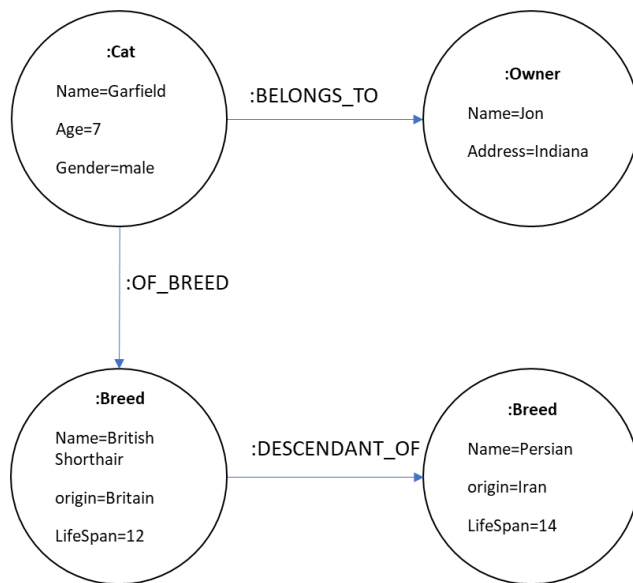 :Cat
Name=Garfield
Age=7
Gender=male
:BELONGS_TO
:Owner
Name=Jon
Address=Indiana
:OF_BREED
:Breed
Name=British
Shorthair
origin=Britain
LifeSpan=12
:DESCENDANT_OF
:Breed
Name=Persian
origin=Iran
LifeSpan=14